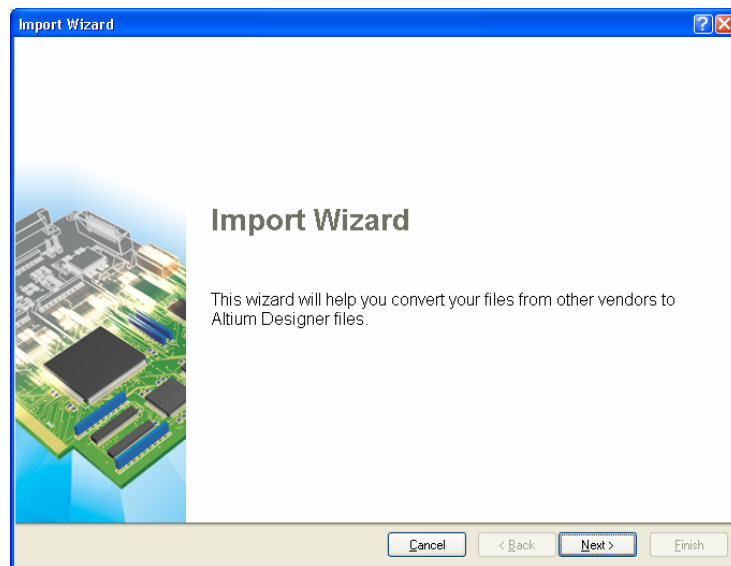 Import Wizard
Import Wizard
This wizard will help you convert your files from other vendors to
Altium Designer files.
Cancel < Back Next > Finish